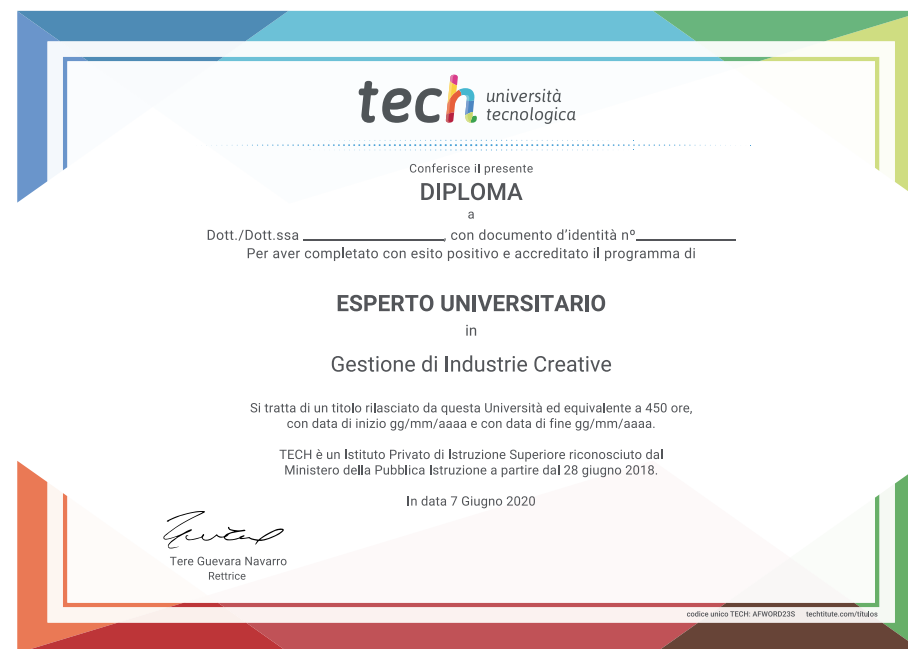 tech università
tecnologica
Conferisce il presente
DIPLOMA
a
Dott./Dott.ssa ____________, con documento d'identità nº____________
Per aver completato con esito positivo e accreditato il programma di
ESPERTO UNIVERSITARIO
in
Gestione di Industrie Creative
Si tratta di un titolo rilasciato da questa Università ed equivalente a 450 ore,
con data di inizio gg/mm/aaaa e con data di fine gg/mm/aaaa.
TECH è un Istituto Privato di Istruzione Superiore riconosciuto dal
Ministero della Pubblica Istruzione a partire dal 28 giugno 2018.
In data 7 Giugno 2020
Tere Guevara Navarro
Rettrice
codice unico TECH: AFWORD23S techtitute.com/titulos